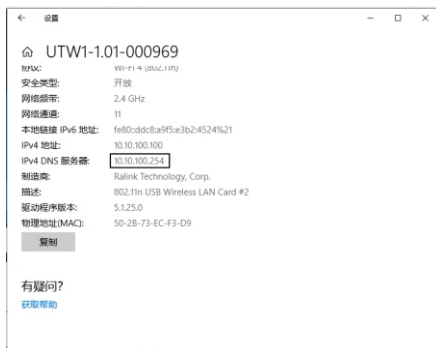 设置
UTW1-1.01-000969
协议: Wi-Fi 4 (802.11n)
安全类型: 开放
网络频带: 2.4 GHz
网络通道: 11
本地链接 IPv6 地址: fe80::ddc8:a9f5:e3b2:4524%21
IPv4 地址: 10.10.100.100
IPv4 DNS 服务器: 10.10.100.254
制造商: Ralink Technology, Corp.
描述: 802.11n USB Wireless LAN Card #2
驱动程序版本: 5.1.25.0
物理地址(MAC): 50-2B-73-EC-F3-D9
复制
有疑问?
获取帮助